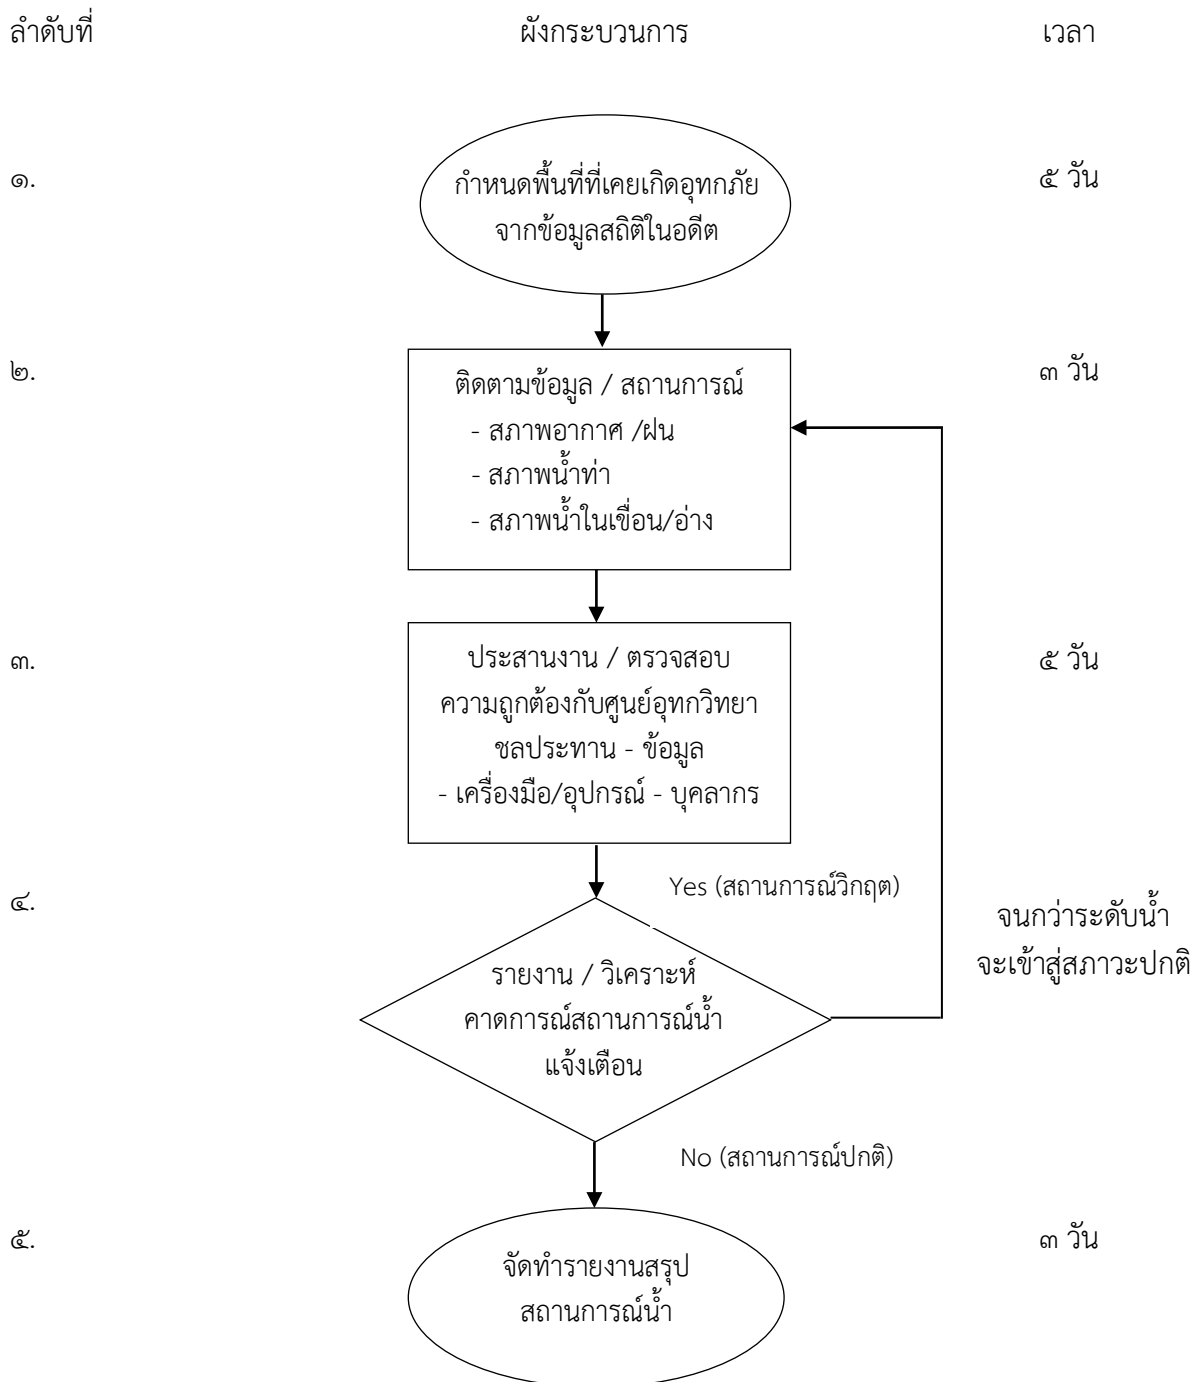 ลำดับที่ ผังกระบวนการ เวลา
๑. กำหนดพื้นที่ที่เคยเกิดอุทกภัย ๕ วัน
จากข้อมูลสถิติในอดีต
๒. ติดตามข้อมูล / สถานการณ์ ๓ วัน
- สภาพอากาศ /ฝน
- สภาพน้ำท่า
- สภาพน้ำในเขื่อน/อ่าง
๓. ประสานงาน / ตรวจสอบ ๕ วัน
ความถูกต้องกับศูนย์อุทกวิทยา
ชลประทาน - ข้อมูล
- เครื่องมือ/อุปกรณ์ - บุคลากร
Yes (สถานการณ์วิกฤต)
๔. จนกว่าระดับน้ำ
จะเข้าสู่สภาวะปกติ
รายงาน / วิเคราะห์
คาดการณ์สถานการณ์น้ำ
แจ้งเตือน
No (สถานการณ์ปกติ)
๕. ๓ วัน
จัดทำรายงานสรุป
สถานการณ์น้ำ